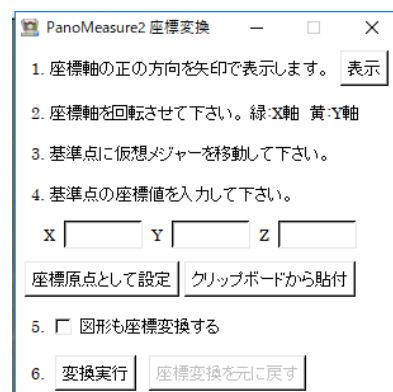 PanoMeasure2 座標変換
1. 座標軸の正の方向を矢印で表示します。 表示
2. 座標軸を回転させて下さい。緑:X軸 黄:Y軸
3. 基準点に仮想メジャーを移動して下さい。
4. 基準点の座標値を入力して下さい。
X Y Z
座標原点として設定 クリップボードから貼付
5. 図形も座標変換する
6. 変換実行 座標変換を元に戻す